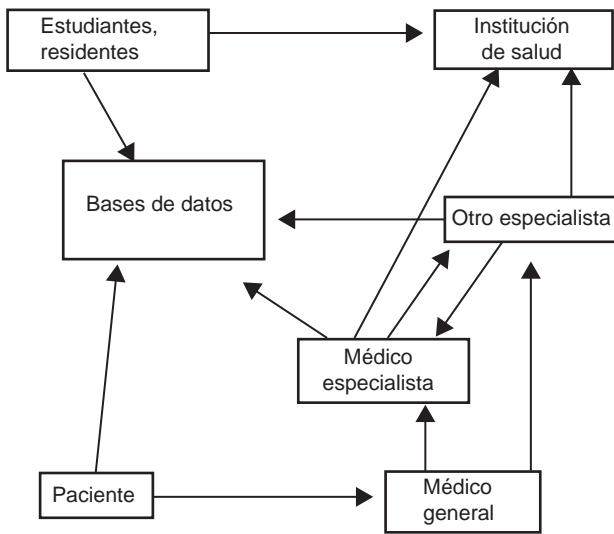 Estudiantes,
residentes
Institución
de salud
Bases de datos
Otro especialista
Médico
especialista
Paciente
Médico
general